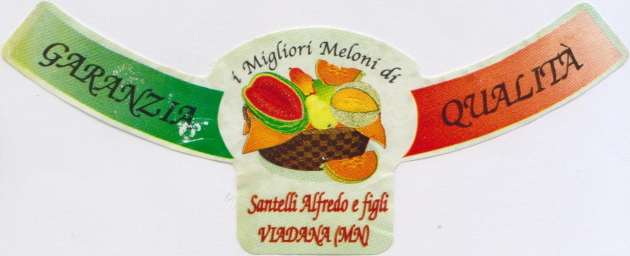 GARANZIA
i Migliori Meloni di
QUALITÀ
Santelli Alfredo e figli
VIADANA (MN)